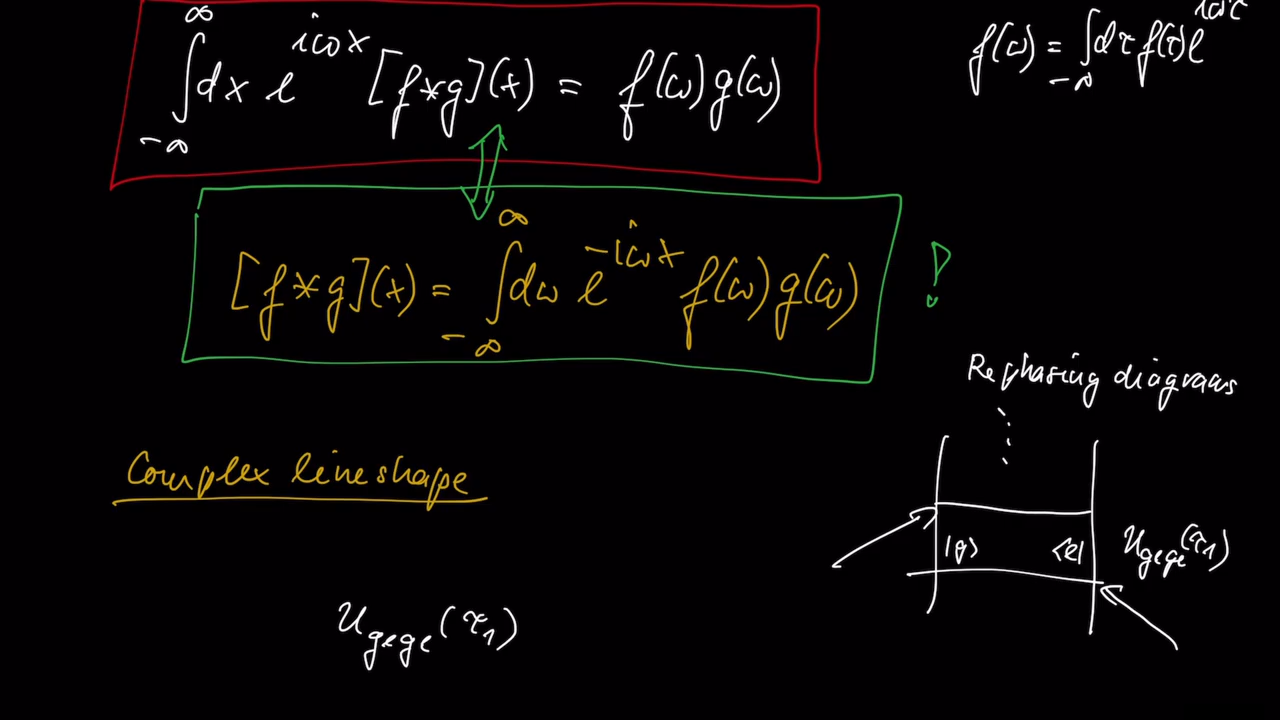 ∫_{-∞}^{∞} dx e^{iωx} [f*g](x) = f(ω)g(ω)
f(ω) = ∫_{-∞} dτ f(τ) e^{iωτ}
[f*g](x) = ∫_{-∞}^{∞} dω e^{-iωx} f(ω)g(ω) !
Rephasing diagrams
Complex lineshape
|g> <e| U_{gege}(τ_1)
U_{gege}(τ_1)